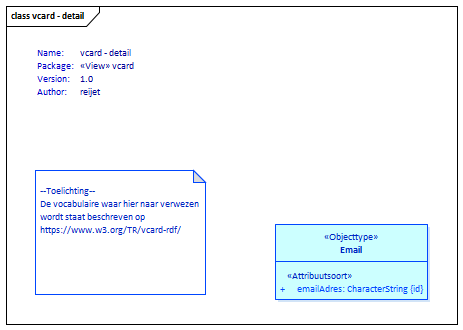 class vcard - detail
Name: vcard - detail
Package: «View» vcard
Version: 1.0
Author: reijet
--Toelichting--
De vocabulaire waar hier naar verwezen
wordt staat beschreven op
https://www.w3.org/TR/vcard-rdf/
«Objecttype»
Email
«Attribuutsoort»
+ emailAdres: CharacterString {id}